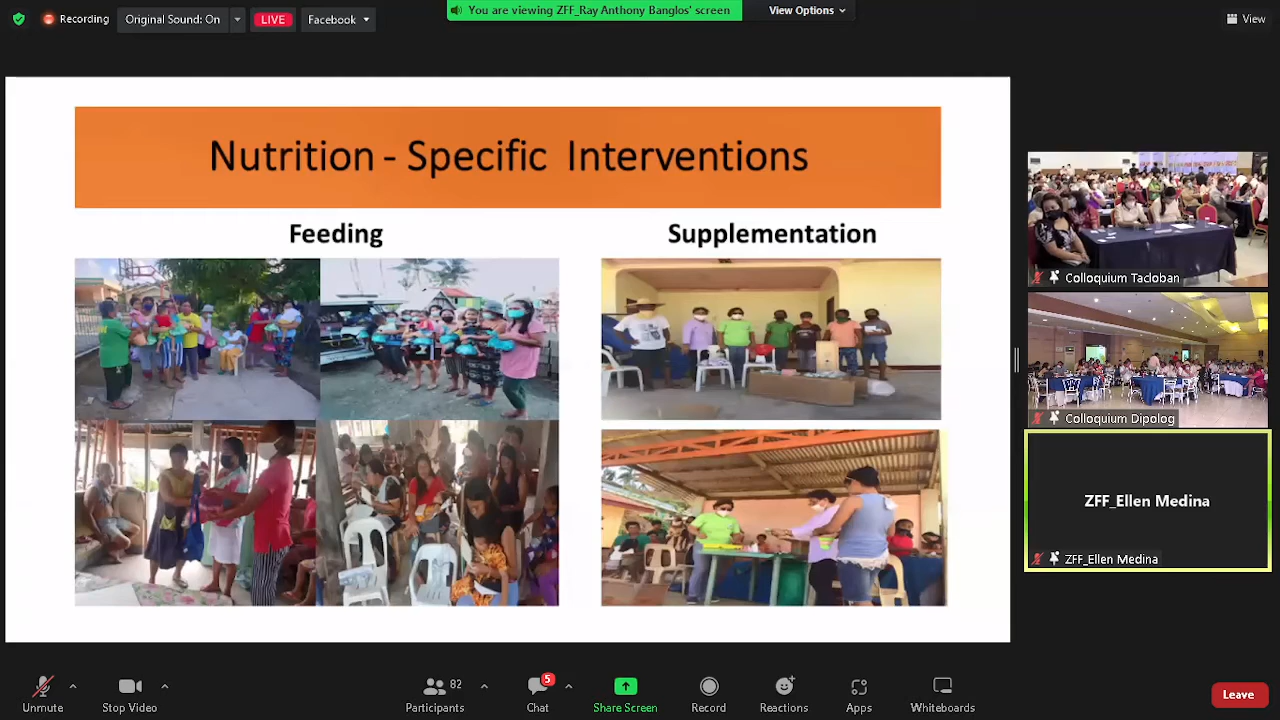 Recording
Original Sound: On
LIVE
Facebook
You are viewing ZFF_Ray Anthony Banglos' screen
View Options
View
Nutrition - Specific Interventions
Feeding
Supplementation
Colloquium Tacloban
Colloquium Dipolog
ZFF_Ellen Medina
ZFF_Ellen Medina
Unmute
Stop Video
82
Participants
5
Chat
Share Screen
Record
Reactions
Apps
Whiteboards
Leave